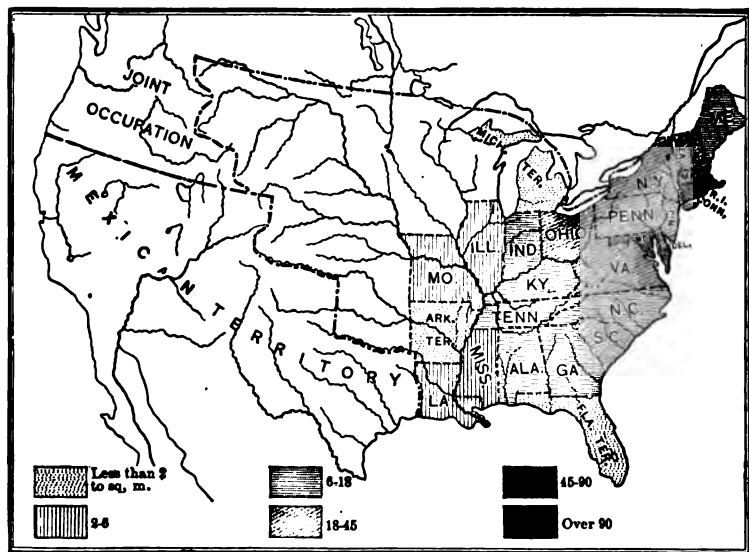 JOINT
OCCUPATION
MEXICAN TERRITORY
MICH. TER.
ME.
N.Y.
R.I.
CONN.
PENN
OHIO
IND
ILL
DEL.
VA
MO
KY.
N.C
TENN
ARK.
TER.
S.C
MISS
ALA
GA
LA
FLA TER.
Less than 2
to sq. m.
6-18
45-90
2-6
18-45
Over 90